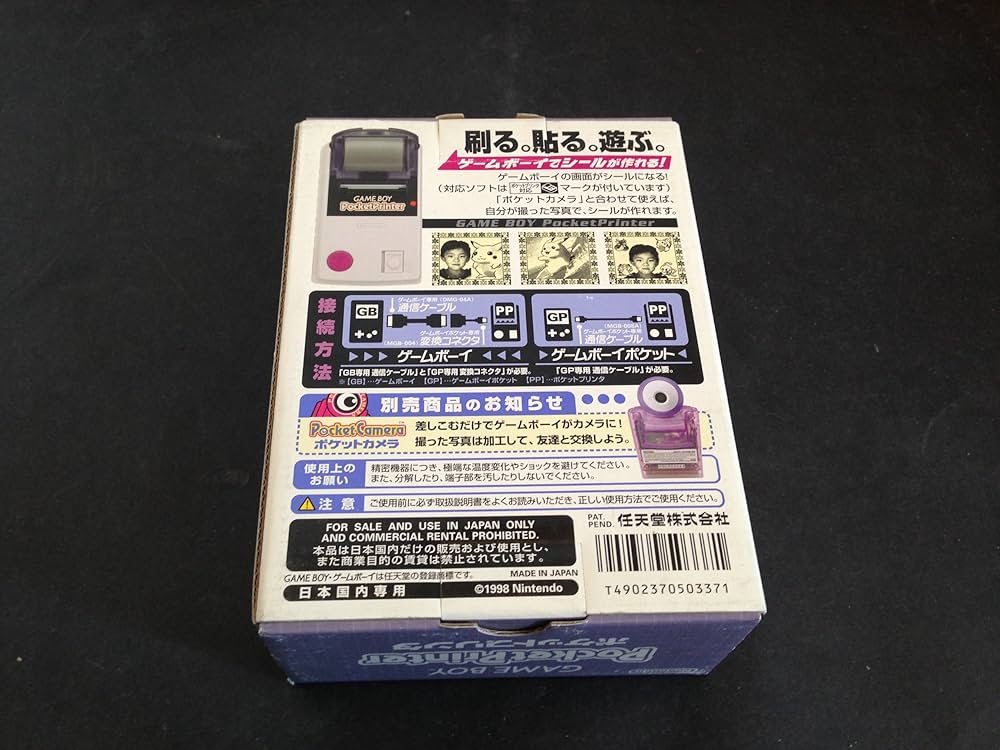 刷る。貼る。遊ぶ。
ゲームボーイでシールが作れる!
ゲームボーイの画面がシールになる!
(対応ソフトは ポケットプリンタ対応 マークが付いています)
「ポケットカメラ」と合わせて使えば、
自分が撮った写真で、シールが作れます。
GAME BOY
PocketPrinter
GAME BOY PocketPrinter
接続方法
GB
ゲームボーイ専用 (DMG-04A)
通信ケーブル
ゲームボーイポケット専用
(MGB-004) 変換コネクタ
PP
ゲームボーイ
「GB専用 通信ケーブル」と「GP専用 変換コネクタ」が必要。
GP
(MGB-008A)
ゲームボーイポケット専用
通信ケーブル
PP
ゲームボーイポケット
「GP専用 通信ケーブル」が必要。
※【GB】…ゲームボーイ 【GP】…ゲームボーイポケット 【PP】…ポケットプリンタ
別売商品のお知らせ
PocketCamera
ポケットカメラ
差しこむだけでゲームボーイがカメラに!
撮った写真は加工して、友達と交換しよう。
使用上の
お願い
精密機器につき、極端な温度変化やショックを避けてください。
また、分解したり、端子部を汚したりしないでください。
注意
ご使用前に必ず取扱説明書をよくお読みいただき、正しい使用方法でご使用ください。
FOR SALE AND USE IN JAPAN ONLY
AND COMMERCIAL RENTAL PROHIBITED.
本品は日本国内だけの販売および使用とし、
また商業目的の賃貸は禁止されています。
PAT.
PEND. 任天堂株式会社
GAME BOY・ゲームボーイは任天堂の登録商標です。
MADE IN JAPAN
日本国内専用
©1998 Nintendo
T4902370503371
GAME BOY
PocketPrinter
ポケットプリンタ
Nintendo